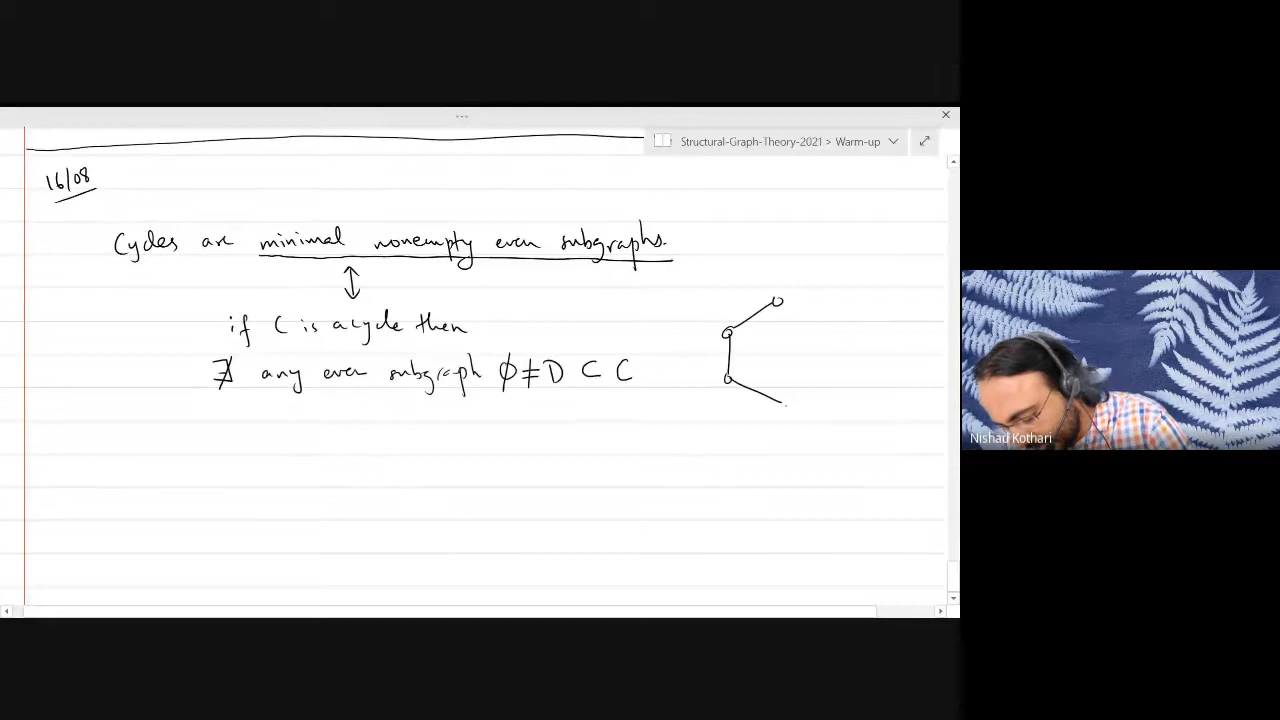 ...
Structural-Graph-Theory-2021 > Warm-up
16/08
Cycles are minimal nonempty even subgraphs.
↕
if C is a cycle then
∄ any even subgraph ∅≠D ⊂ C
Nishad Kothari